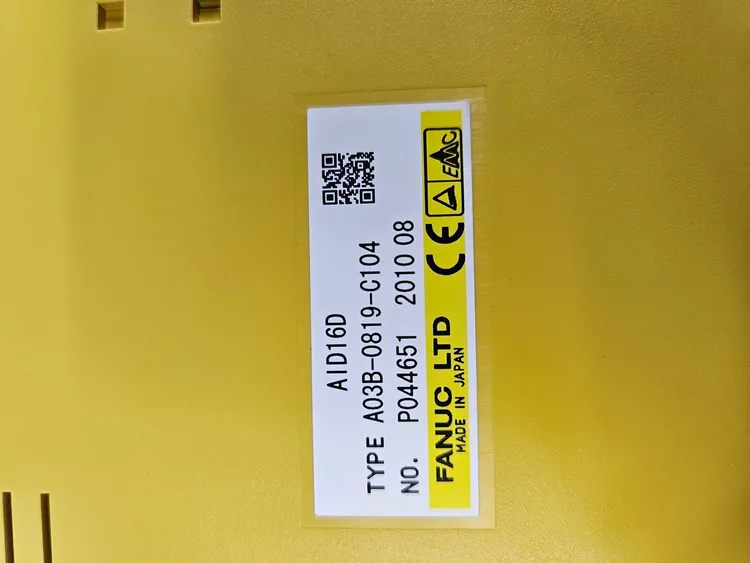 AID16D
TYPE A03B-0819-C104
NO. P044651 2010 08
FANUC LTD
MADE IN JAPAN
CE
EMC